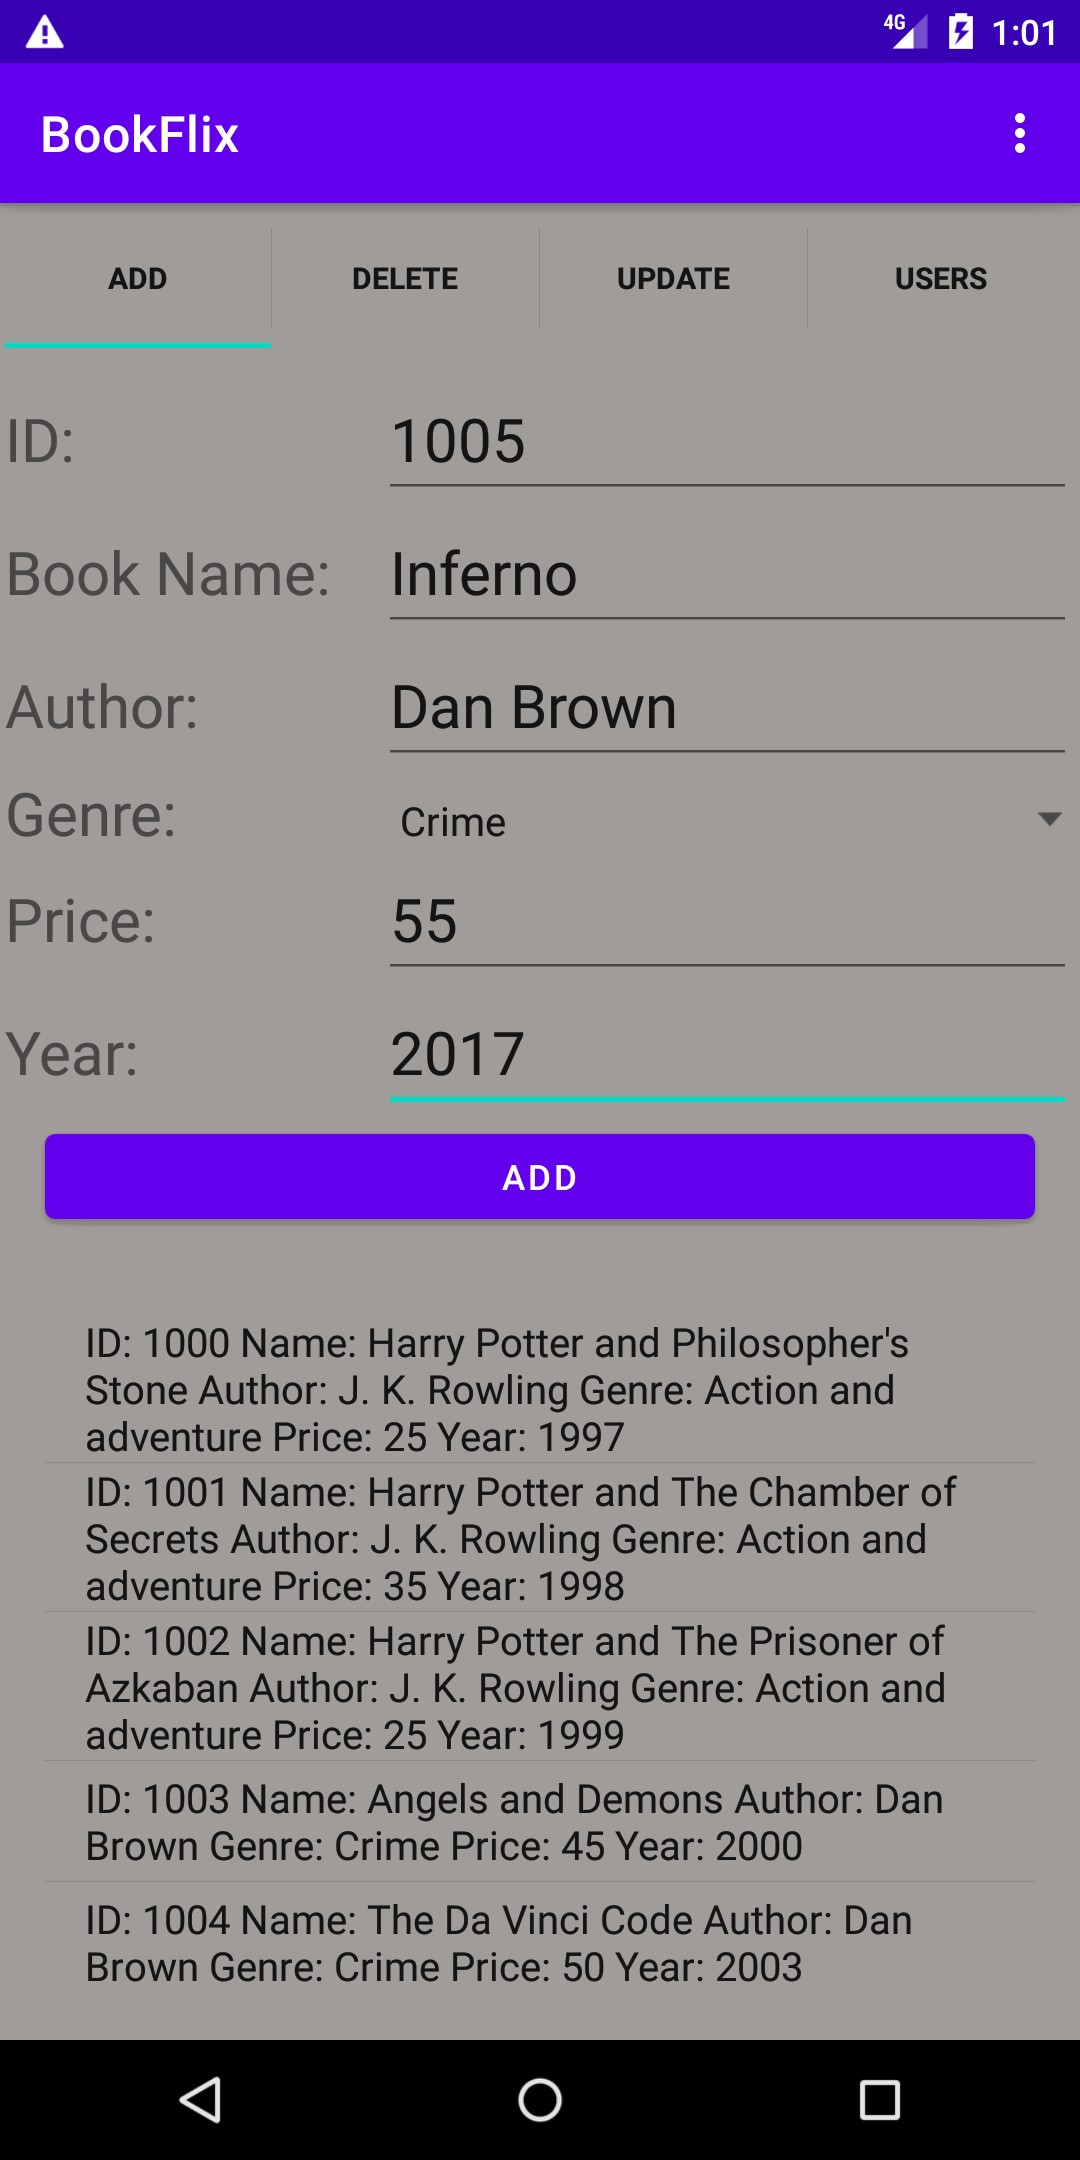 4G 1:01
BookFlix
ADD DELETE UPDATE USERS
ID: 1005
Book Name: Inferno
Author: Dan Brown
Genre: Crime
Price: 55
Year: 2017
ADD
ID: 1000 Name: Harry Potter and Philosopher's
Stone Author: J. K. Rowling Genre: Action and
adventure Price: 25 Year: 1997
ID: 1001 Name: Harry Potter and The Chamber of
Secrets Author: J. K. Rowling Genre: Action and
adventure Price: 35 Year: 1998
ID: 1002 Name: Harry Potter and The Prisoner of
Azkaban Author: J. K. Rowling Genre: Action and
adventure Price: 25 Year: 1999
ID: 1003 Name: Angels and Demons Author: Dan
Brown Genre: Crime Price: 45 Year: 2000
ID: 1004 Name: The Da Vinci Code Author: Dan
Brown Genre: Crime Price: 50 Year: 2003